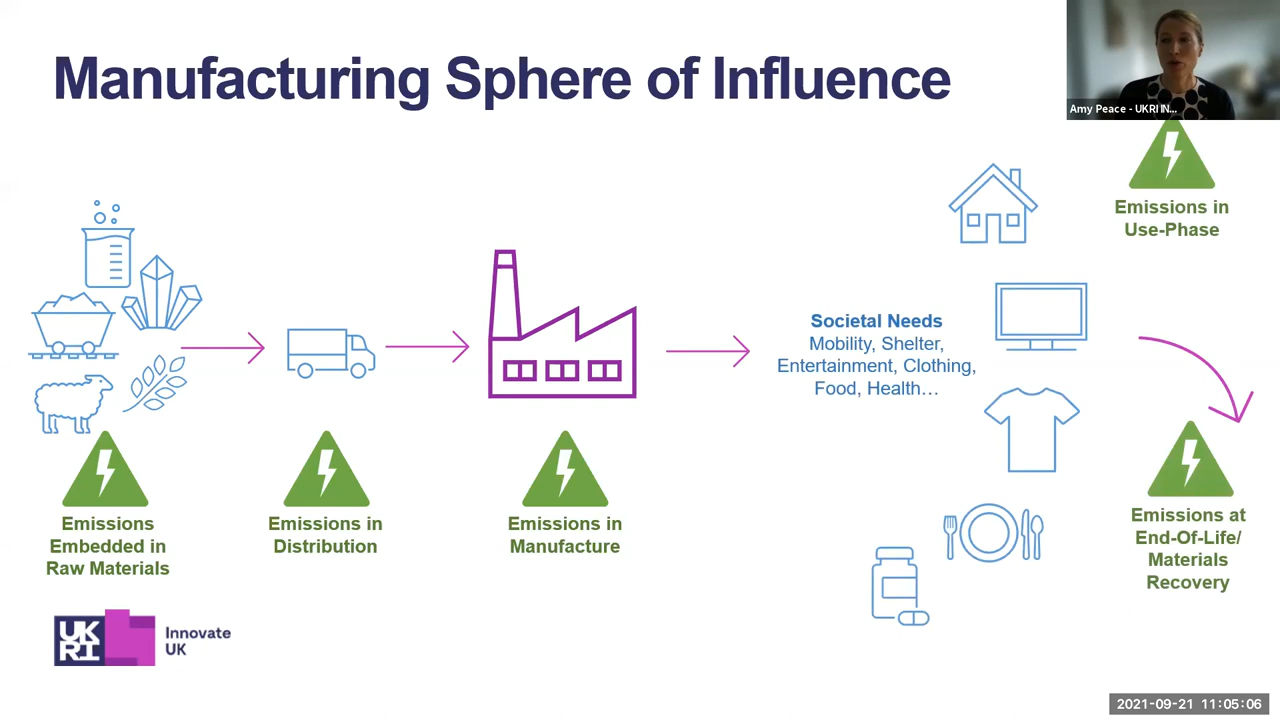 Manufacturing Sphere of Influence
Amy Peace - UKRI IN...
Emissions in
Use-Phase
Societal Needs
Mobility, Shelter,
Entertainment, Clothing,
Food, Health…
Emissions
Embedded in
Raw Materials
Emissions in
Distribution
Emissions in
Manufacture
Emissions at
End-Of-Life/
Materials
Recovery
UK
RI
Innovate
UK
2021-09-21 11:05:06